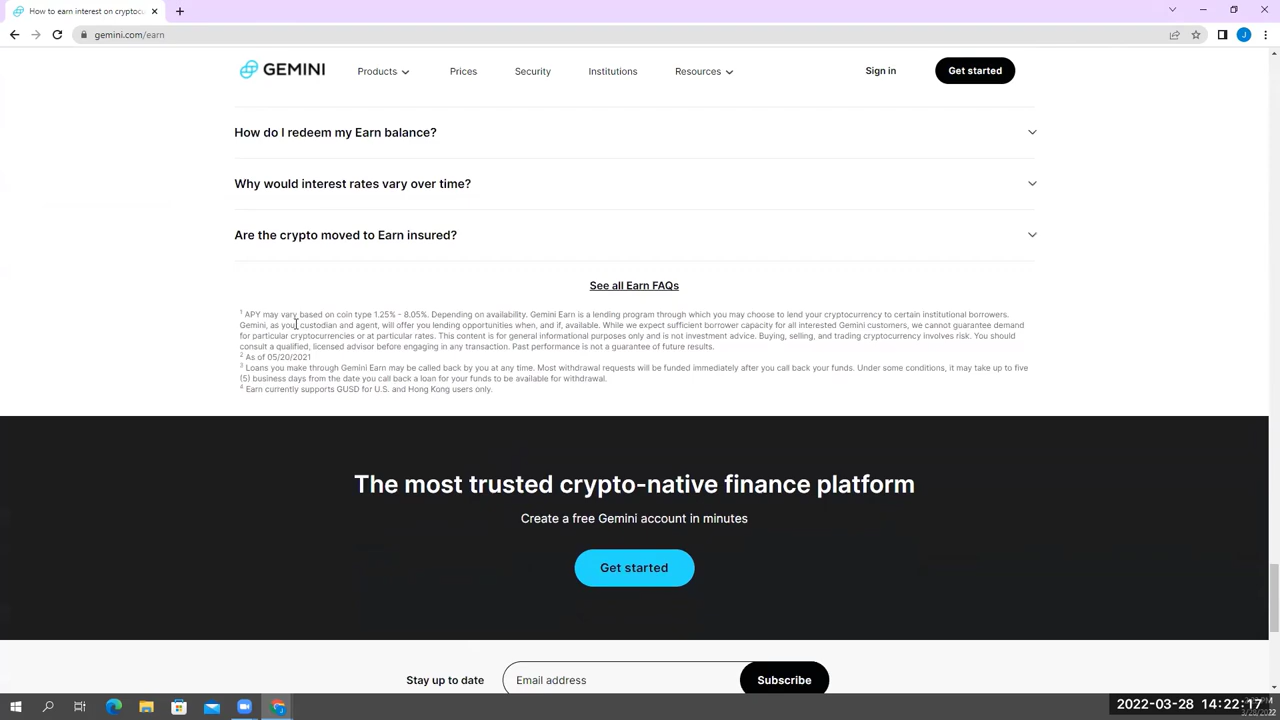 How to earn interest on cryptocu
gemini.com/earn
J
GEMINI Products Prices Security Institutions Resources Sign in Get started
How do I redeem my Earn balance?
Why would interest rates vary over time?
Are the crypto moved to Earn insured?
See all Earn FAQs
1 APY may vary based on coin type 1.25% - 8.05%. Depending on availability. Gemini Earn is a lending program through which you may choose to lend your cryptocurrency to certain institutional borrowers.
Gemini, as your custodian and agent, will offer you lending opportunities when, and if, available. While we expect sufficient borrower capacity for all interested Gemini customers, we cannot guarantee demand
for particular cryptocurrencies or at particular rates. This content is for general informational purposes only and is not investment advice. Buying, selling, and trading cryptocurrency involves risk. You should
consult a qualified, licensed advisor before engaging in any transaction. Past performance is not a guarantee of future results.
2 As of 05/20/2021
3 Loans you make through Gemini Earn may be called back by you at any time. Most withdrawal requests will be funded immediately after you call back your funds. Under some conditions, it may take up to five
(5) business days from the date you call back a loan for your funds to be available for withdrawal.
4 Earn currently supports GUSD for U.S. and Hong Kong users only.
The most trusted crypto-native finance platform
Create a free Gemini account in minutes
Get started
Stay up to date Email address Subscribe
2022-03-28 14:22:17